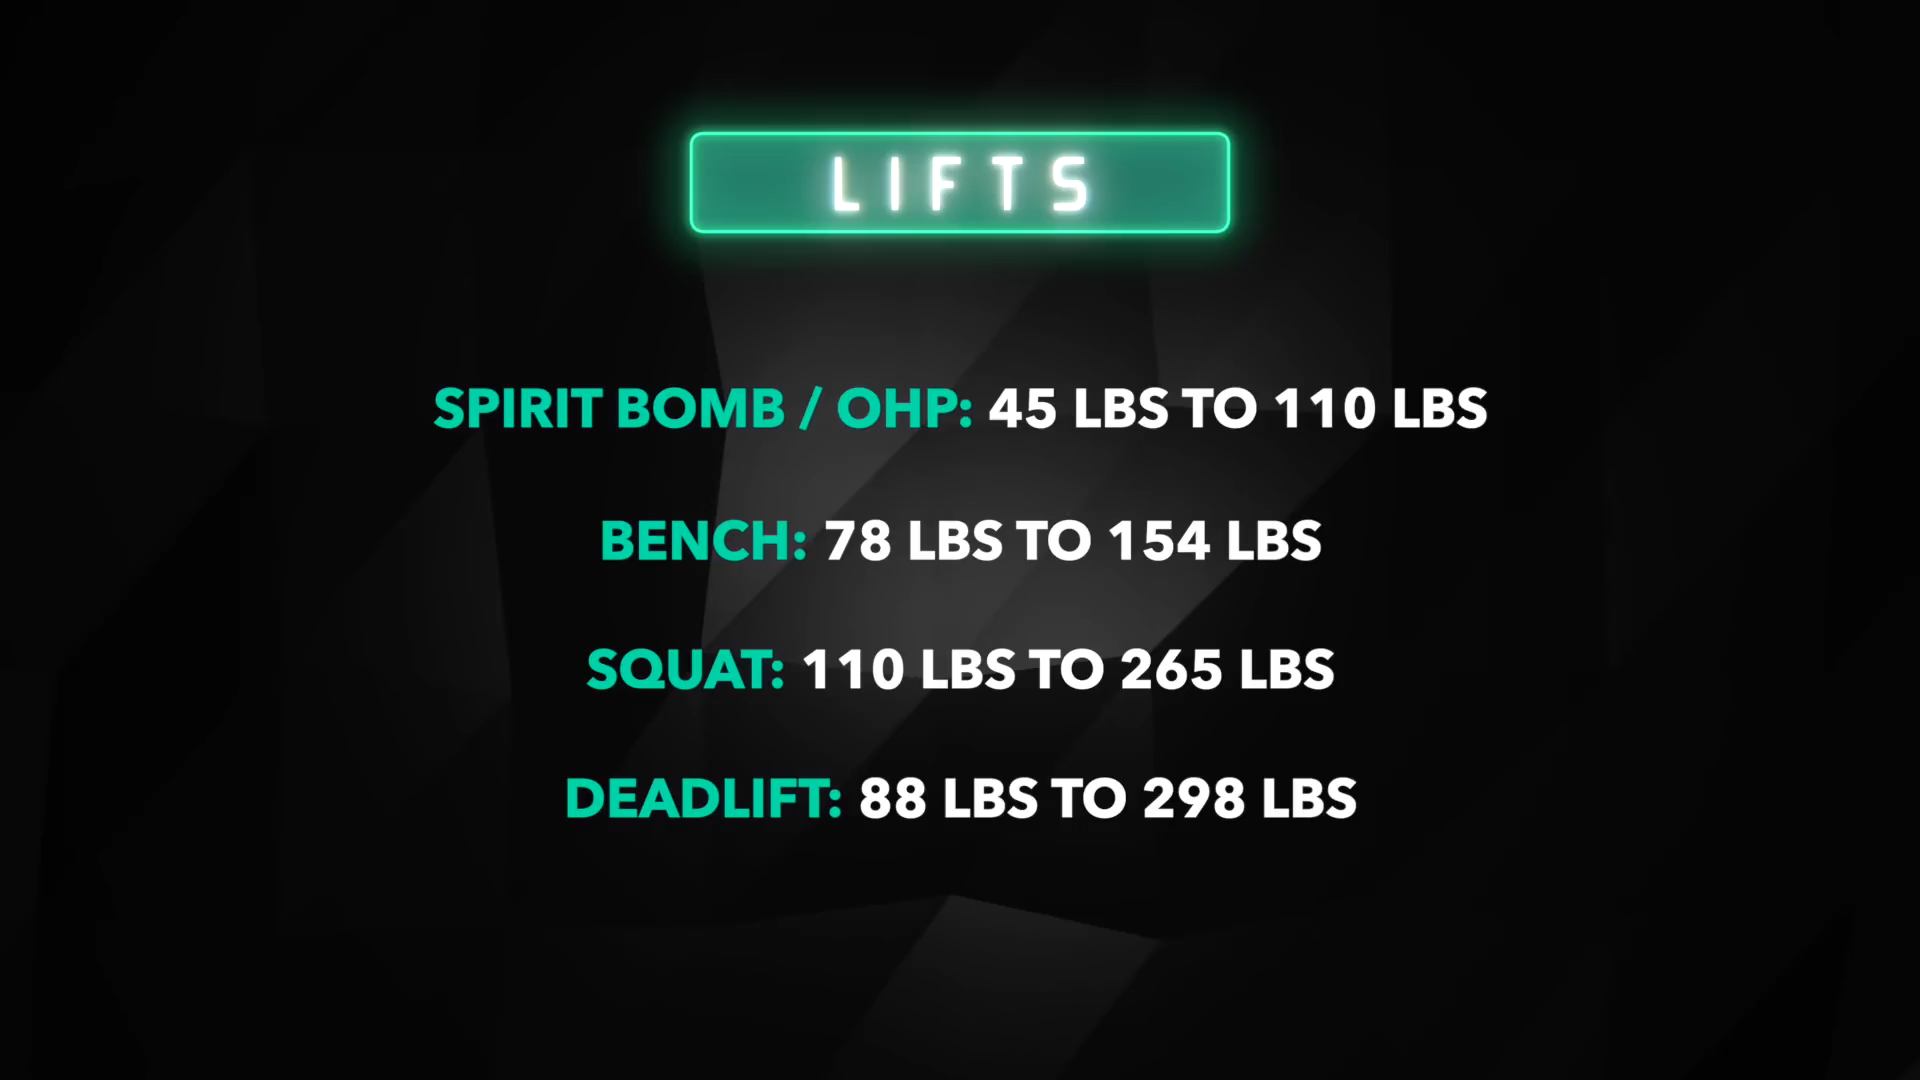 LIFTS
SPIRIT BOMB / OHP: 45 LBS TO 110 LBS
BENCH: 78 LBS TO 154 LBS
SQUAT: 110 LBS TO 265 LBS
DEADLIFT: 88 LBS TO 298 LBS